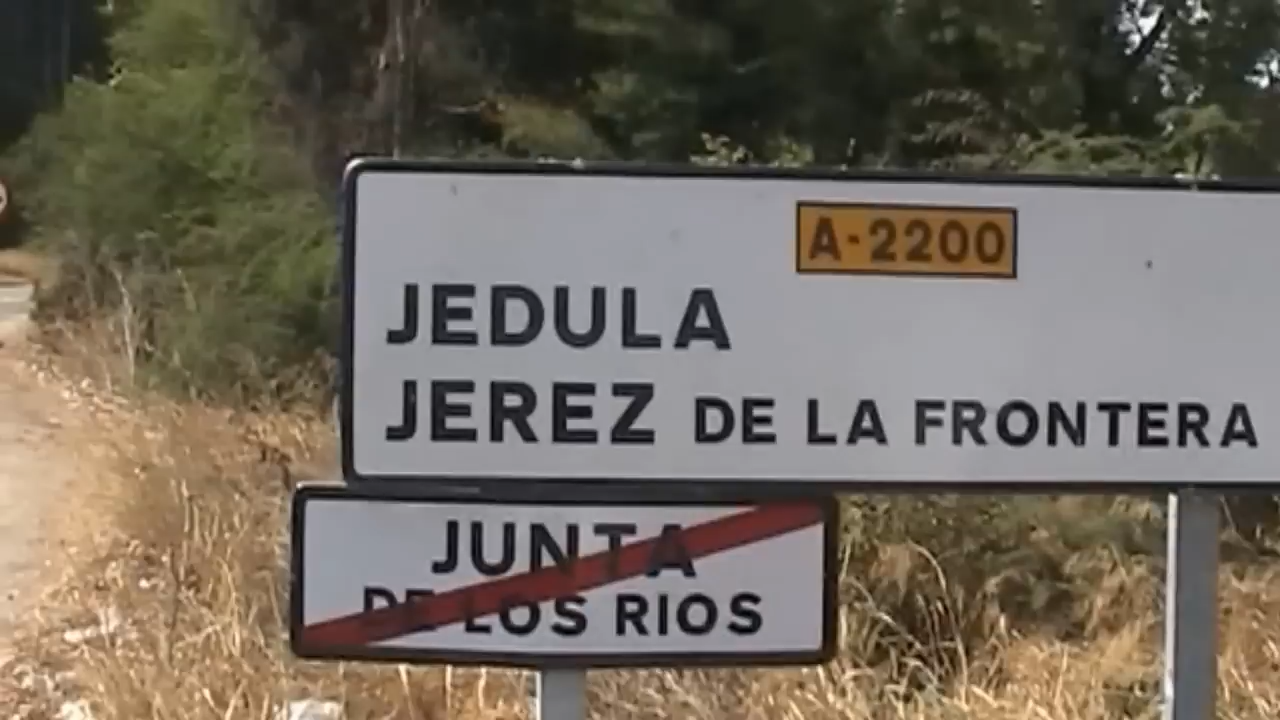 A-2200
JEDULA
JEREZ DE LA FRONTERA
JUNTA
DE LOS RIOS